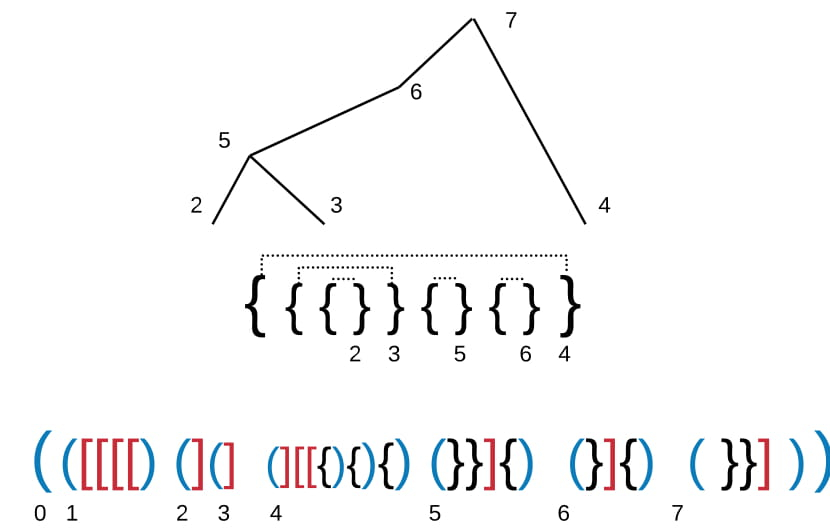 7
6
5
2 3 4
{ { { } } { } { } }
2 3 5 6 4
( ([[[[) (]( ] (][[{){){) (}}]{) (}]{) ( }}] ) )
0 1 2 3 4 5 6 7